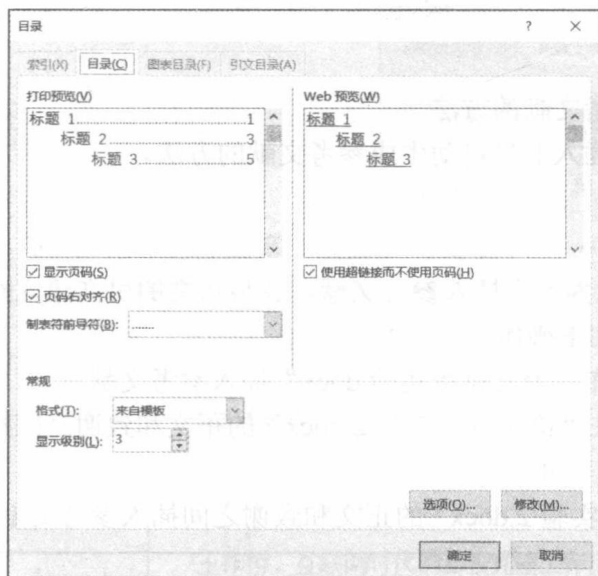 目录 ? ×
索引(X) 目录(C) 图表目录(F) 引文目录(A)
打印预览(V)
标题 1 1
标题 2 3
标题 3 5
Web 预览(W)
标题 1
标题 2
标题 3
显示页码(S)
页码右对齐(R)
制表符前导符(B): .......
使用超链接而不使用页码(H)
常规
格式(T): 来自模板
显示级别(L): 3
选项(O)... 修改(M)...
确定 取消